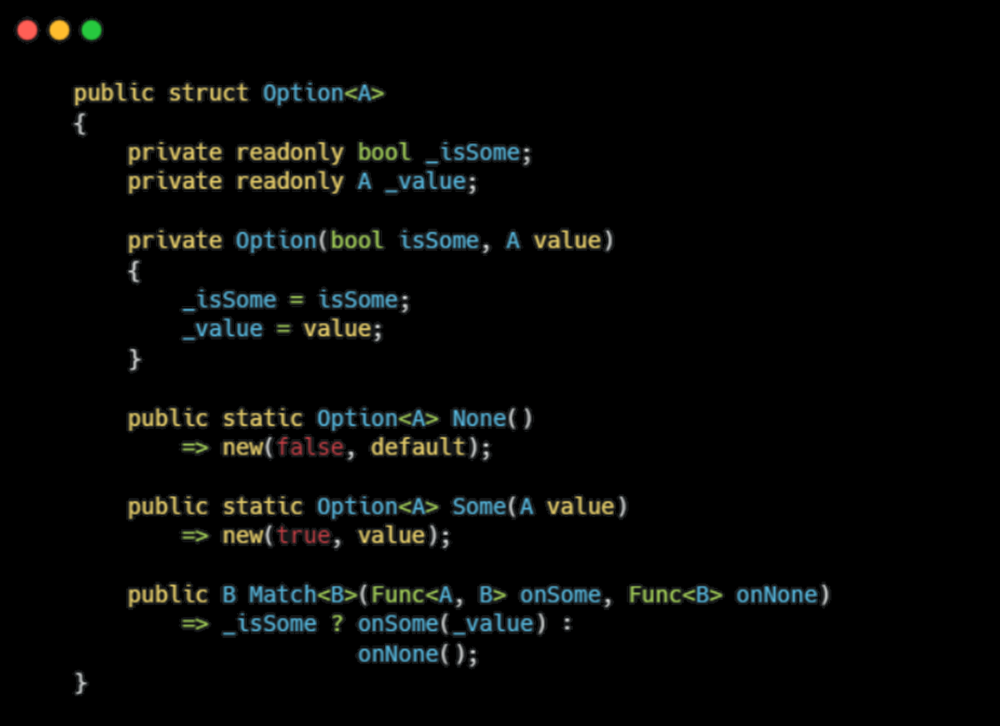 public struct Option<A>
{
    private readonly bool _isSome;
    private readonly A _value;

    private Option(bool isSome, A value)
    {
        _isSome = isSome;
        _value = value;
    }

    public static Option<A> None()
        => new(false, default);

    public static Option<A> Some(A value)
        => new(true, value);

    public B Match<B>(Func<A, B> onSome, Func<B> onNone)
        => _isSome ? onSome(_value) :
                     onNone();
}